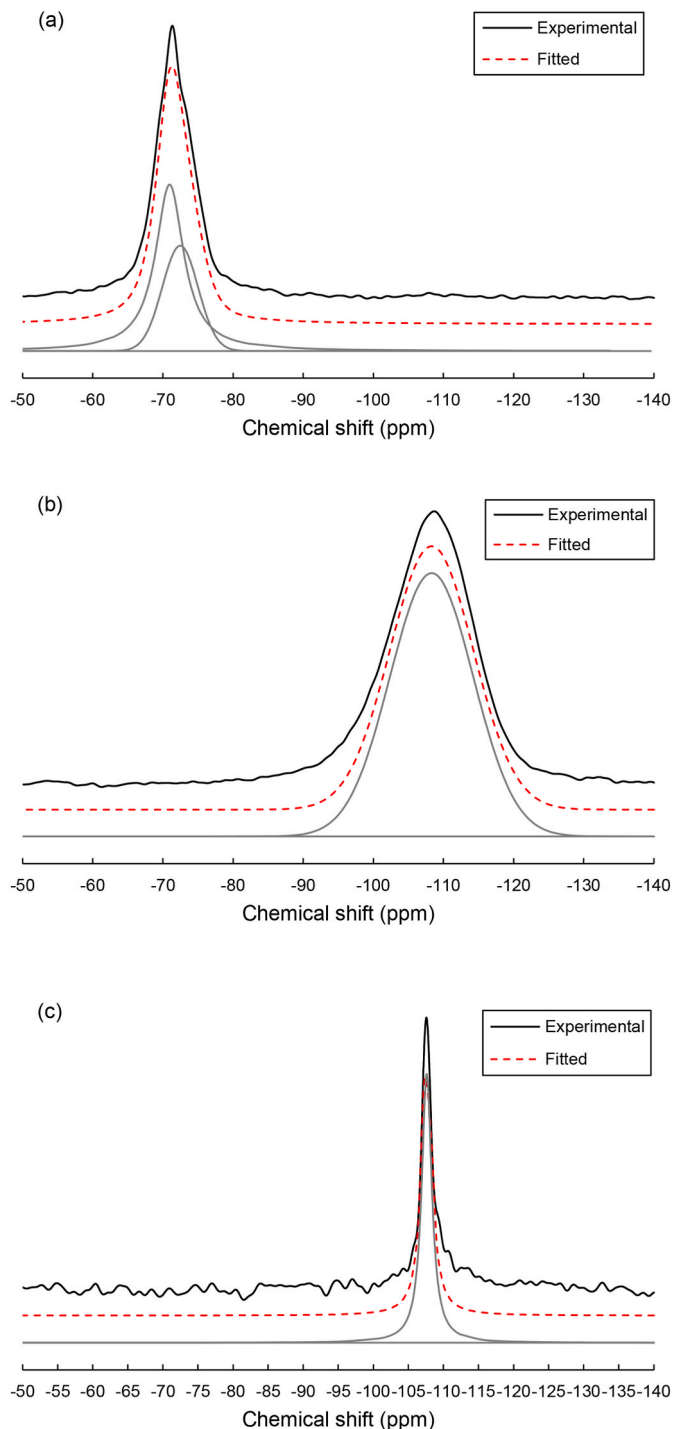 (a)
Experimental
Fitted
-50 -60 -70 -80 -90 -100 -110 -120 -130 -140
Chemical shift (ppm)
(b)
Experimental
Fitted
-50 -60 -70 -80 -90 -100 -110 -120 -130 -140
Chemical shift (ppm)
(c)
Experimental
Fitted
-50 -55 -60 -65 -70 -75 -80 -85 -90 -95 -100 -105 -110 -115 -120 -125 -130 -135 -140
Chemical shift (ppm)